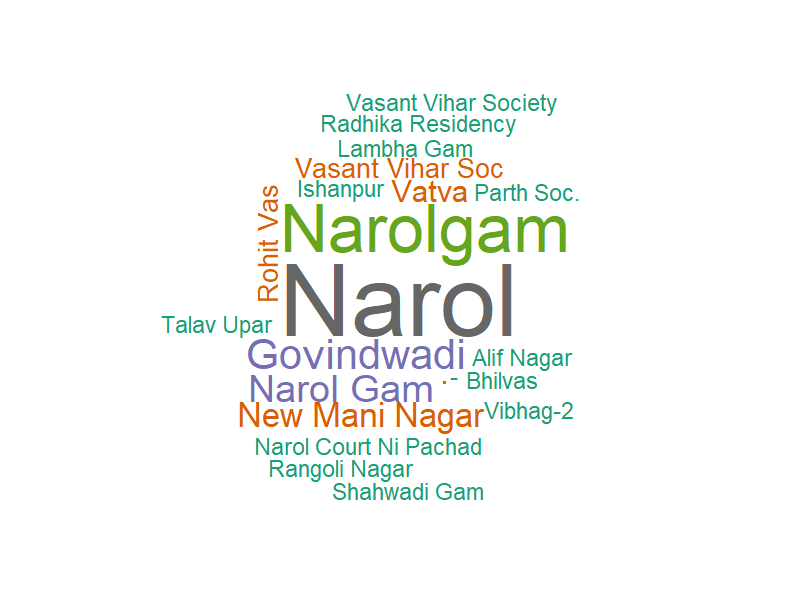 Vasant Vihar Society
Radhika Residency
Lambha Gam
Vasant Vihar Soc
Ishanpur
Vatva
Parth Soc.
Rohit Vas
Narolgam
Narol
Talav Upar
Govindwadi
Alif Nagar
Narol Gam
.
-
Bhilvas
New Mani Nagar
Vibhag-2
Narol Court Ni Pachad
Rangoli Nagar
Shahwadi Gam